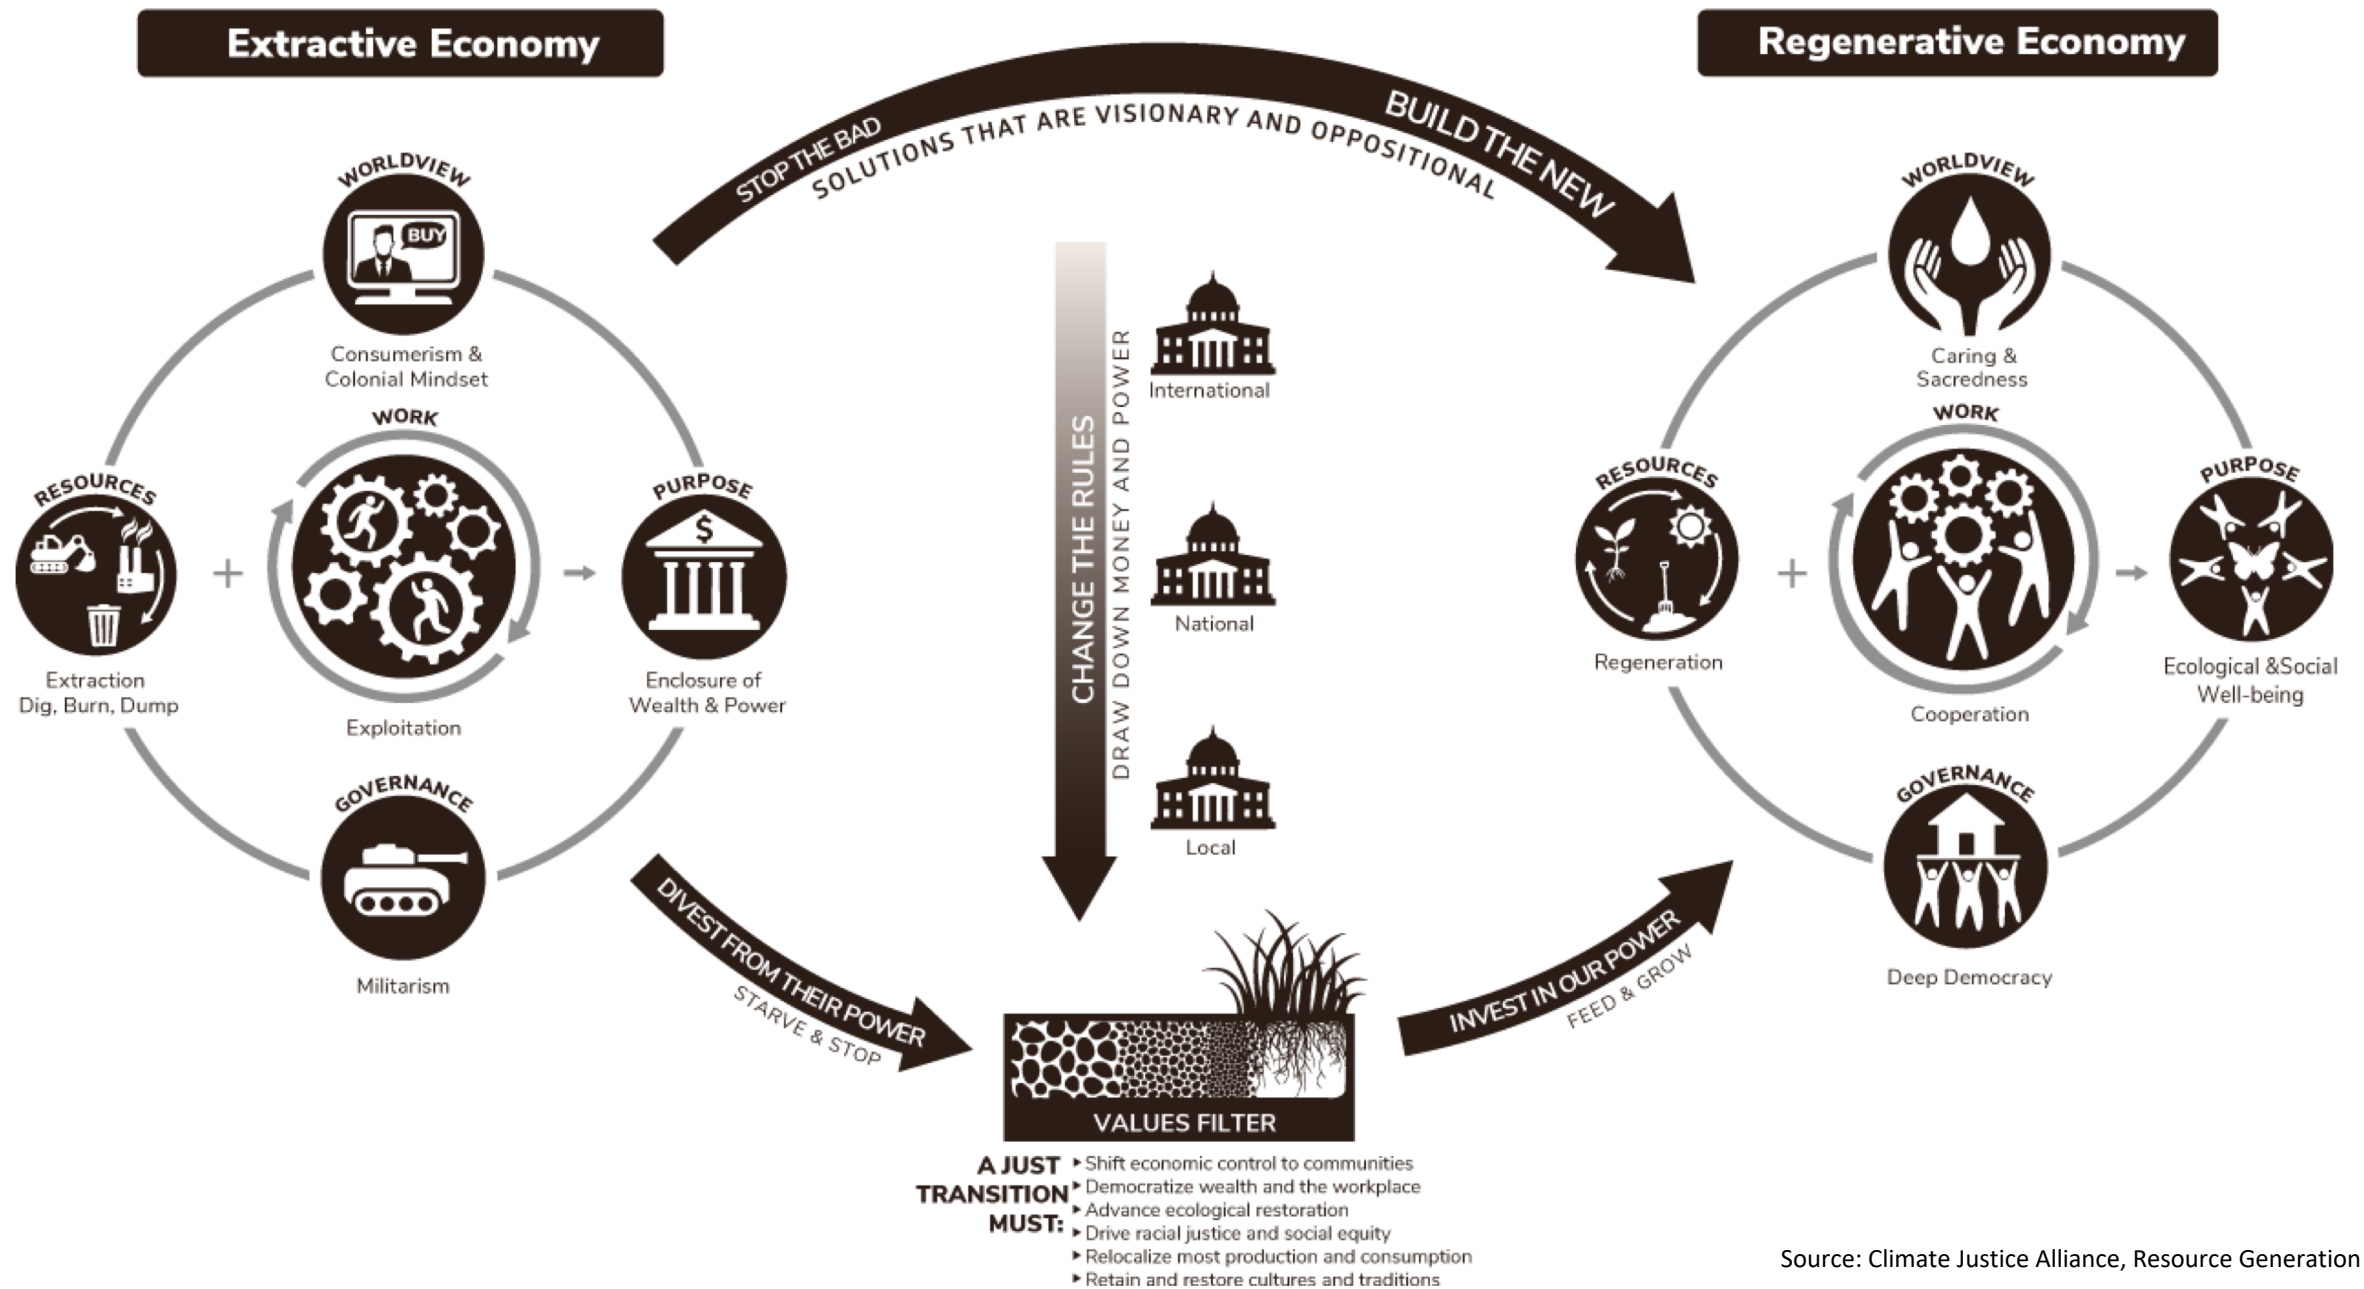 Extractive Economy
WORLDVIEW
BUY
Consumerism &
Colonial Mindset
WORK
RESOURCES
+
PURPOSE
$
Extraction
Dig, Burn, Dump
Exploitation
Enclosure of
Wealth & Power
GOVERNANCE
Militarism
STOP THE BAD
BUILD THE NEW
SOLUTIONS THAT ARE VISIONARY AND OPPOSITIONAL
CHANGE THE RULES
DRAW DOWN MONEY AND POWER
International
National
Local
DIVEST FROM THEIR POWER
STARVE & STOP
INVEST IN OUR POWER
FEED & GROW
VALUES FILTER
A JUST
TRANSITION
MUST:
Shift economic control to communities
Democratize wealth and the workplace
Advance ecological restoration
Drive racial justice and social equity
Relocalize most production and consumption
Retain and restore cultures and traditions
Regenerative Economy
WORLDVIEW
Caring &
Sacredness
WORK
RESOURCES
+
PURPOSE
Regeneration
Cooperation
Ecological &Social
Well-being
GOVERNANCE
Deep Democracy
Source: Climate Justice Alliance, Resource Generation